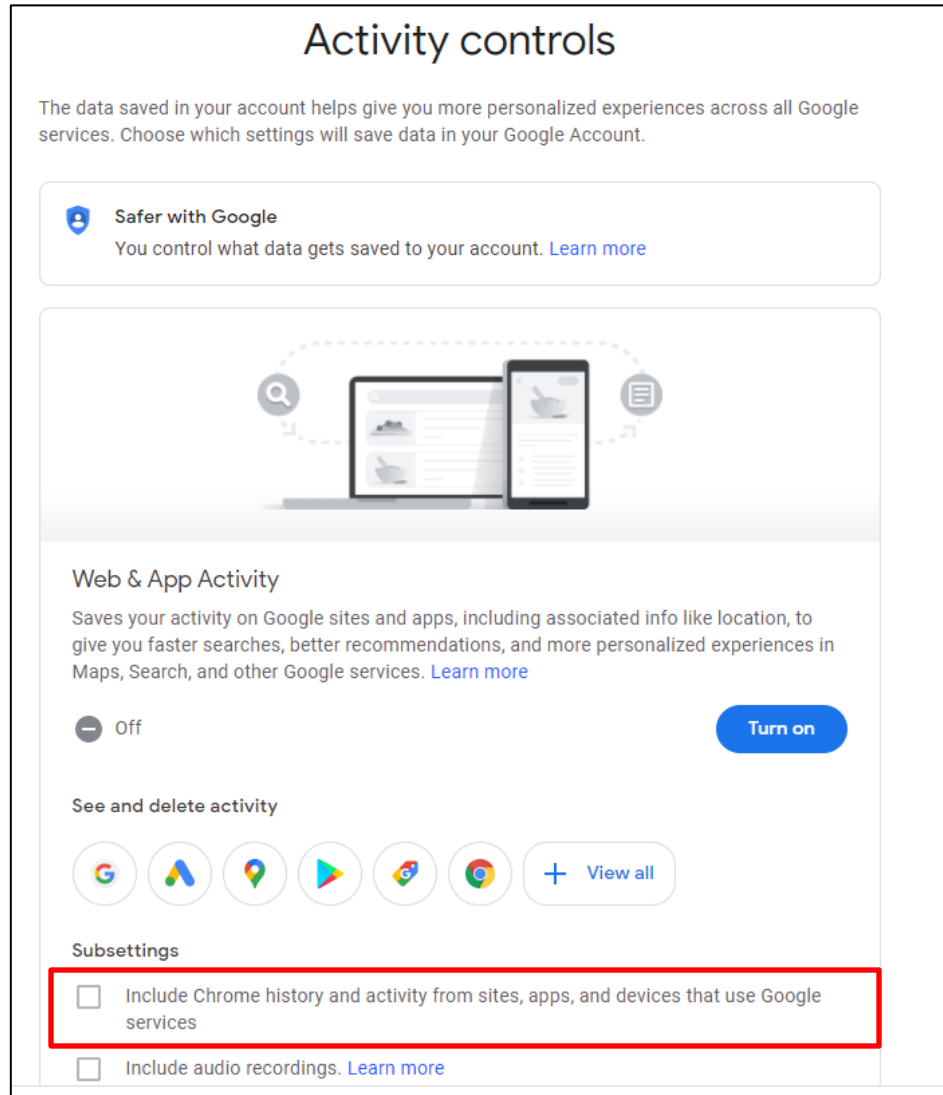 Activity controls
The data saved in your account helps give you more personalized experiences across all Google
services. Choose which settings will save data in your Google Account.
Safer with Google
You control what data gets saved to your account. Learn more
Web & App Activity
Saves your activity on Google sites and apps, including associated info like location, to
give you faster searches, better recommendations, and more personalized experiences in
Maps, Search, and other Google services. Learn more
Off
Turn on
See and delete activity
View all
Subsettings
Include Chrome history and activity from sites, apps, and devices that use Google
services
Include audio recordings. Learn more